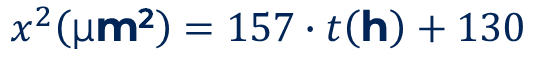 x²(μm²) = 157 · t(h) + 130